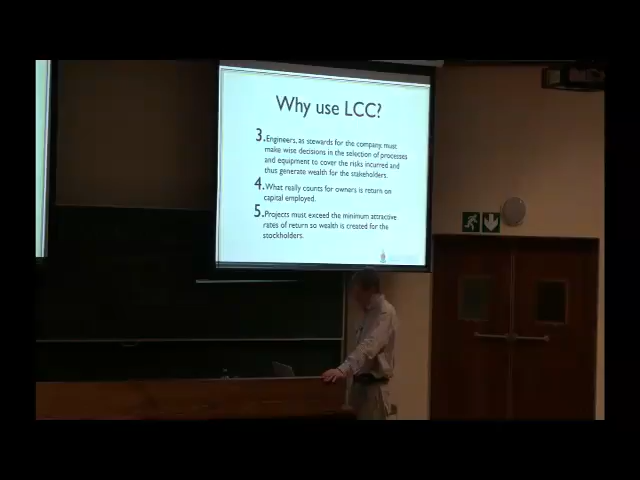 Why use LCC?
3. Engineers, as stewards for the company, must
make wise decisions in the selection of processes
and equipment to cover the risks incurred and
thus generate wealth for the stakeholders.
4. What really counts for owners is return on
capital employed.
5. Projects must exceed the minimum attractive
rates of return so wealth is created for the
stockholders.